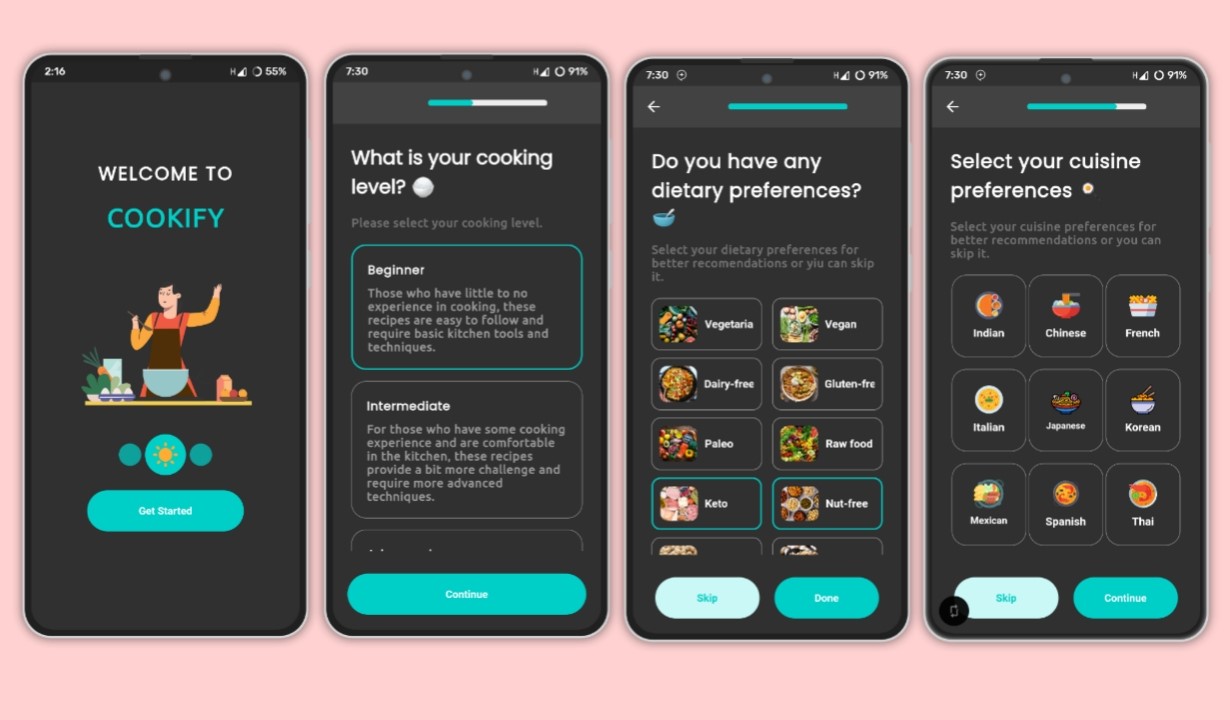 2:16
H 55%
WELCOME TO
COOKIFY
Get Started
7:30
H 91%
What is your cooking
level?
Please select your cooking level.
Beginner
Those who have little to no
experience in cooking, these
recipes are easy to follow and
require basic kitchen tools and
techniques.
Intermediate
For those who have some cooking
experience and are comfortable
in the kitchen, these recipes
provide a bit more challenge and
require more advanced
techniques.
Continue
7:30
H 91%
Do you have any
dietary preferences?
Select your dietary preferences for
better recomendations or yiu can skip
it.
Vegetaria
Vegan
Dairy-free
Gluten-fre
Paleo
Raw food
Keto
Nut-free
Skip
Done
7:30
H 91%
Select your cuisine
preferences
Select your cuisine preferences for
better recommendations or you can
skip it.
Indian
Chinese
French
Italian
Japanese
Korean
Mexican
Spanish
Thai
Skip
Continue